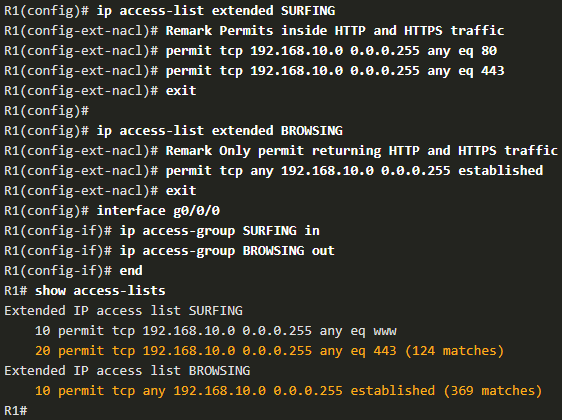 R1(config)# ip access-list extended SURFING
R1(config-ext-nacl)# Remark Permits inside HTTP and HTTPS traffic
R1(config-ext-nacl)# permit tcp 192.168.10.0 0.0.0.255 any eq 80
R1(config-ext-nacl)# permit tcp 192.168.10.0 0.0.0.255 any eq 443
R1(config-ext-nacl)# exit
R1(config)#
R1(config)# ip access-list extended BROWSING
R1(config-ext-nacl)# Remark Only permit returning HTTP and HTTPS traffic
R1(config-ext-nacl)# permit tcp any 192.168.10.0 0.0.0.255 established
R1(config-ext-nacl)# exit
R1(config)# interface g0/0/0
R1(config-if)# ip access-group SURFING in
R1(config-if)# ip access-group BROWSING out
R1(config-if)# end
R1# show access-lists
Extended IP access list SURFING
    10 permit tcp 192.168.10.0 0.0.0.255 any eq www
    20 permit tcp 192.168.10.0 0.0.0.255 any eq 443 (124 matches)
Extended IP access list BROWSING
    10 permit tcp any 192.168.10.0 0.0.0.255 established (369 matches)
R1#